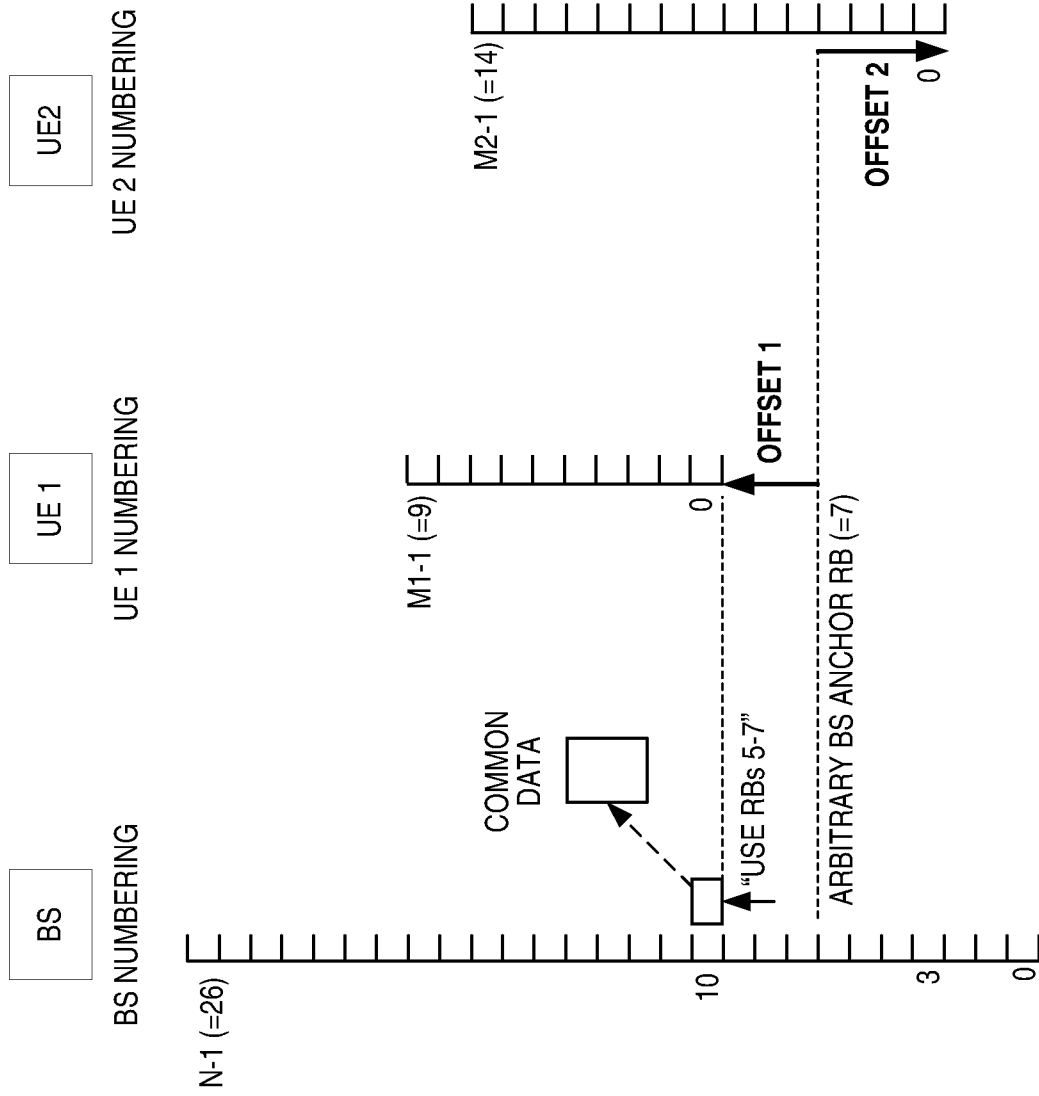 BS
UE 1
UE2
BS NUMBERING
UE 1 NUMBERING
UE 2 NUMBERING
N-1 (=26)
10
3
0
COMMON
DATA
“USE RBs 5-7”
ARBITRARY BS ANCHOR RB (=7)
M1-1 (=9)
0
OFFSET 1
M2-1 (=14)
0
OFFSET 2